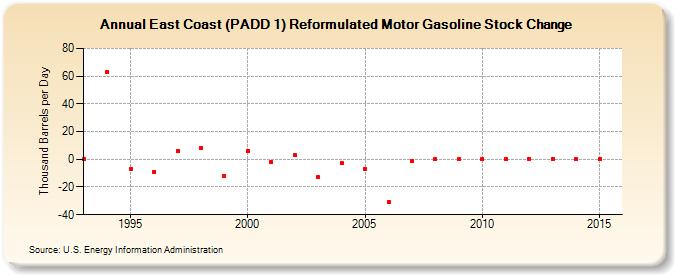 Annual East Coast (PADD 1) Reformulated Motor Gasoline Stock Change
Thousand Barrels per Day
80
60
40
20
0
-20
-40
1995 2000 2005 2010 2015
Source: U.S. Energy Information Administration